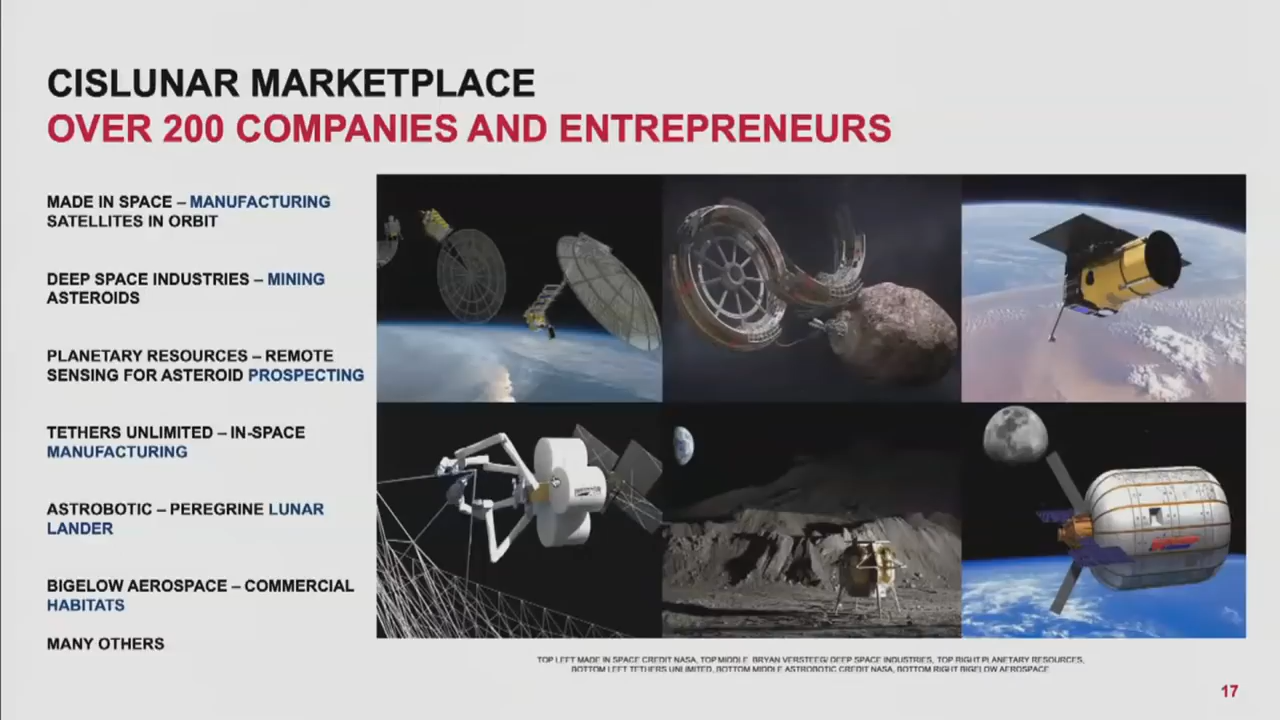 CISLUNAR MARKETPLACE
OVER 200 COMPANIES AND ENTREPRENEURS
MADE IN SPACE – MANUFACTURING
SATELLITES IN ORBIT
DEEP SPACE INDUSTRIES – MINING
ASTEROIDS
PLANETARY RESOURCES – REMOTE
SENSING FOR ASTEROID PROSPECTING
TETHERS UNLIMITED – IN-SPACE
MANUFACTURING
ASTROBOTIC – PEREGRINE LUNAR
LANDER
BIGELOW AEROSPACE – COMMERCIAL
HABITATS
MANY OTHERS
TOP LEFT MADE IN SPACE CREDIT NASA, TOP MIDDLE BRYAN VERSTEEG/ DEEP SPACE INDUSTRIES, TOP RIGHT PLANETARY RESOURCES,
BOTTOM LEFT TETHERS UNLIMITED, BOTTOM MIDDLE ASTROBOTIC CREDIT NASA, BOTTOM RIGHT BIGELOW AEROSPACE
17